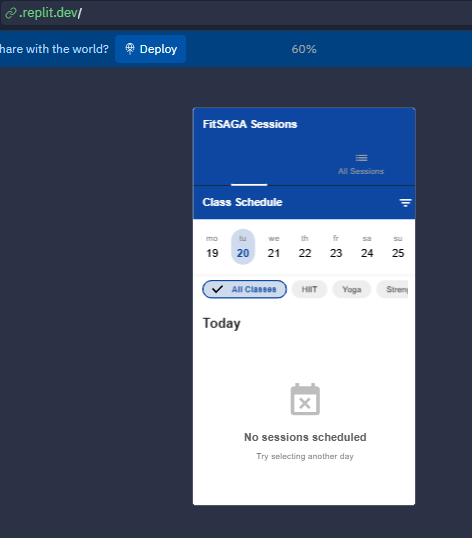 .replit.dev/
hare with the world? Deploy 60%
FitSAGA Sessions
All Sessions
Class Schedule
mo tu we th fr sa su
19 20 21 22 23 24 25
All Classes HIIT Yoga Streng
Today
No sessions scheduled
Try selecting another day